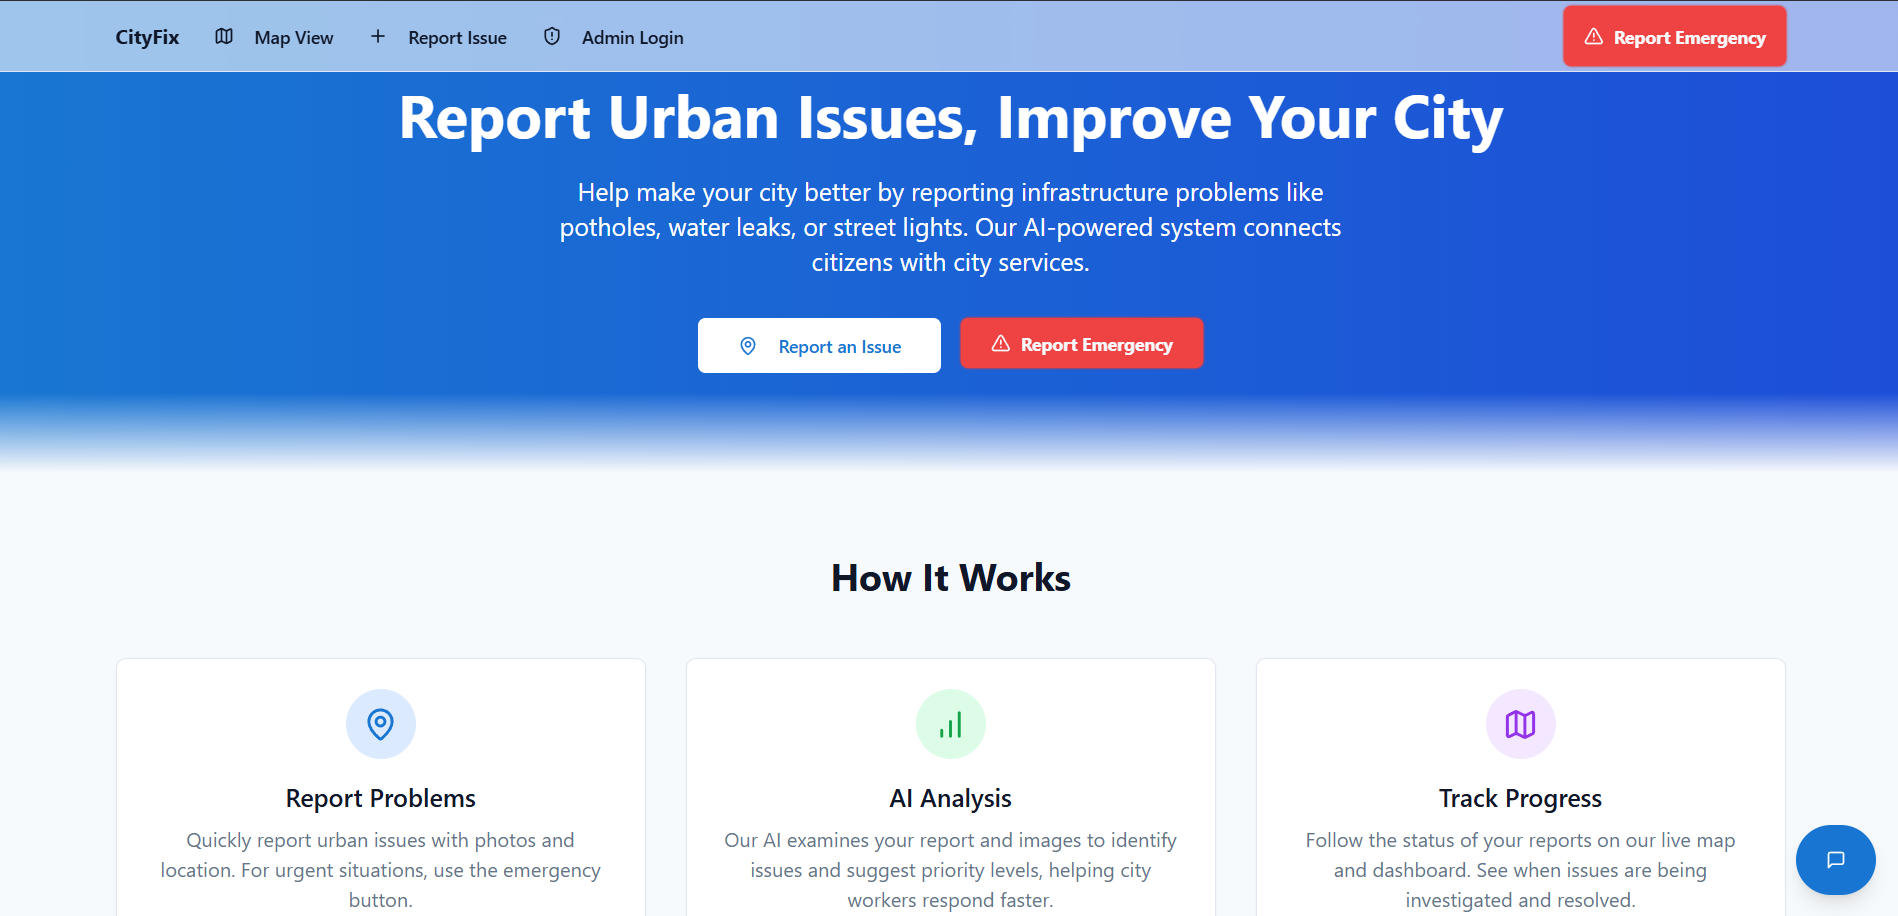 CityFix
Map View
Report Issue
Admin Login
Report Emergency
Report Urban Issues, Improve Your City
Help make your city better by reporting infrastructure problems like
potholes, water leaks, or street lights. Our AI-powered system connects
citizens with city services.
Report an Issue
Report Emergency
How It Works
Report Problems
Quickly report urban issues with photos and
location. For urgent situations, use the emergency
button.
AI Analysis
Our AI examines your report and images to identify
issues and suggest priority levels, helping city
workers respond faster.
Track Progress
Follow the status of your reports on our live map
and dashboard. See when issues are being
investigated and resolved.